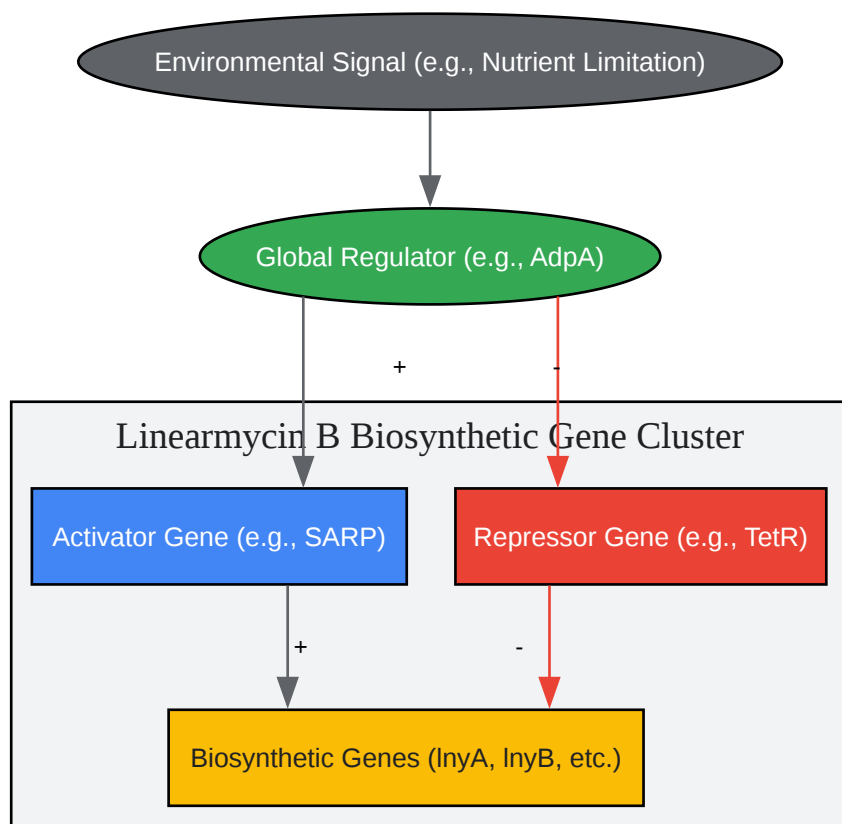 Environmental Signal (e.g., Nutrient Limitation)
Global Regulator (e.g., AdpA)
+
-
Linearmycin B Biosynthetic Gene Cluster
Activator Gene (e.g., SARP)
Repressor Gene (e.g., TetR)
+
-
Biosynthetic Genes (lnyA, lnyB, etc.)